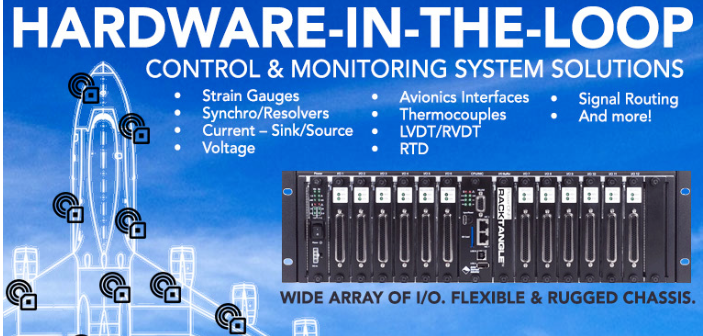 HARDWARE-IN-THE-LOOP
CONTROL & MONITORING SYSTEM SOLUTIONS
• Strain Gauges
• Synchro/Resolvers
• Current – Sink/Source
• Voltage
• Avionics Interfaces
• Thermocouples
• LVDT/RVDT
• RTD
• Signal Routing
• And more!
RACKTANGLE
WIDE ARRAY OF I/O. FLEXIBLE & RUGGED CHASSIS.